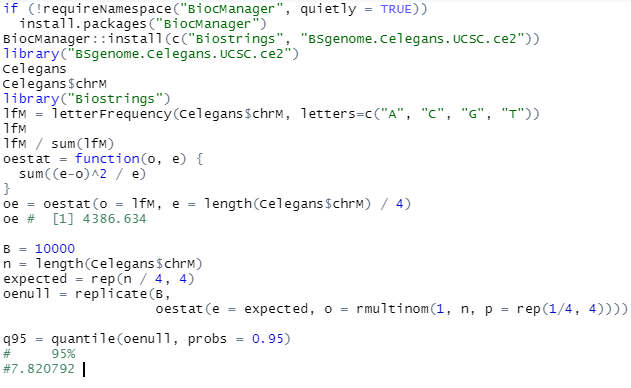 if (!requireNamespace("BiocManager", quietly = TRUE))
  install.packages("BiocManager")
BiocManager::install(c("Biostrings", "BSgenome.Celegans.UCSC.ce2"))
library("BSgenome.Celegans.UCSC.ce2")
Celegans
Celegans$chrM
library("Biostrings")
lfM = letterFrequency(Celegans$chrM, letters=c("A", "C", "G", "T"))
lfM
lfM / sum(lfM)
oestat = function(o, e) {
  sum((e-o)^2 / e)
}
oe = oestat(o = lfM, e = length(Celegans$chrM) / 4)
oe #  [1] 4386.634

B = 10000
n = length(Celegans$chrM)
expected = rep(n / 4, 4)
oenull = replicate(B,
                   oestat(e = expected, o = rmultinom(1, n, p = rep(1/4, 4))))

q95 = quantile(oenull, probs = 0.95)
#     95%
#7.820792